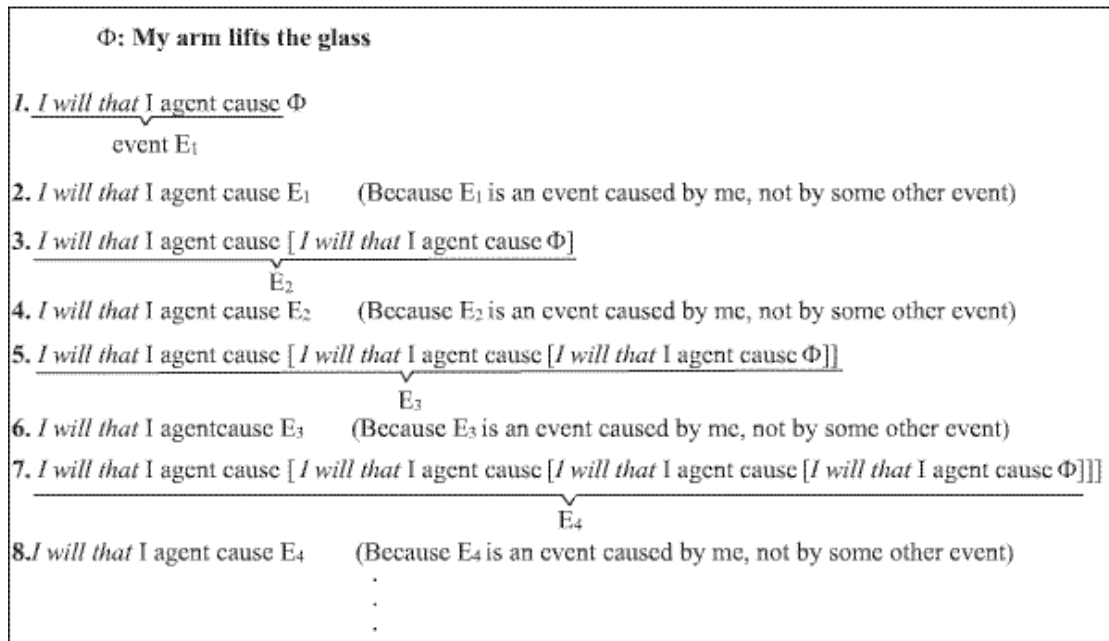 Φ: My arm lifts the glass
1. I will that I agent cause Φ
event E₁
2. I will that I agent cause E₁ (Because E₁ is an event caused by me, not by some other event)
3. I will that I agent cause [ I will that I agent cause Φ]
E₂
4. I will that I agent cause E₂ (Because E₂ is an event caused by me, not by some other event)
5. I will that I agent cause [ I will that I agent cause [I will that I agent cause Φ]]
E₃
6. I will that I agentcause E₃ (Because E₃ is an event caused by me, not by some other event)
7. I will that I agent cause [ I will that I agent cause [I will that I agent cause [I will that I agent cause Φ]]]
E₄
8.I will that I agent cause E₄ (Because E₄ is an event caused by me, not by some other event)
.
.
.